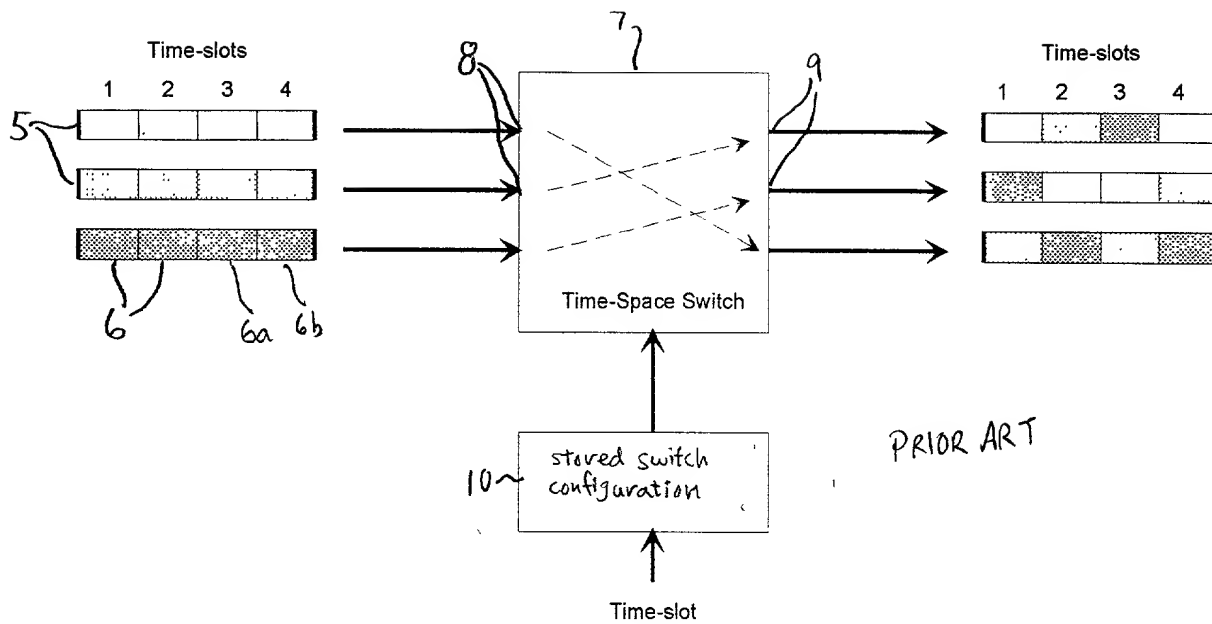 7
Time-slots
1 2 3 4
8
9
Time-slots
1 2 3 4
5
6
6a
6b
Time-Space Switch
10
stored switch
configuration
PRIOR ART
Time-slot